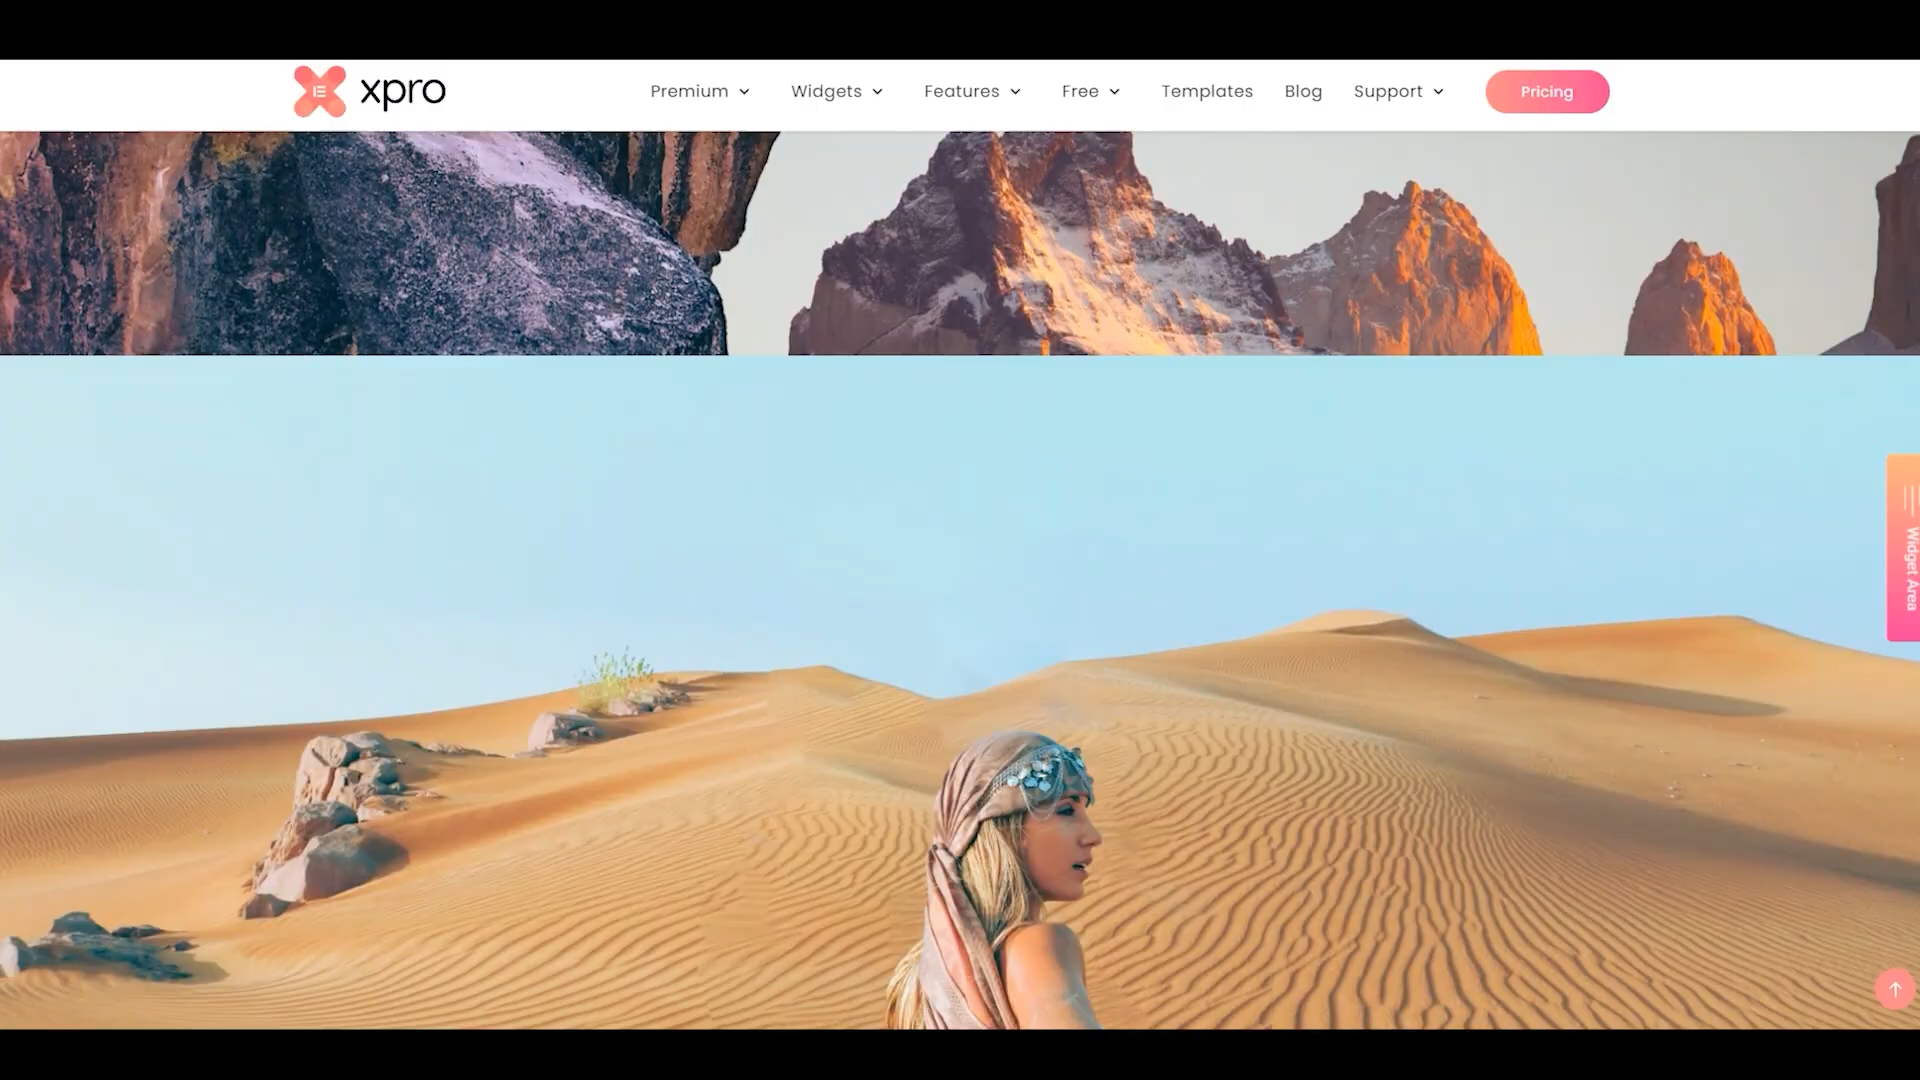 xpro
Premium Widgets Features Free Templates Blog Support Pricing
Widget Area